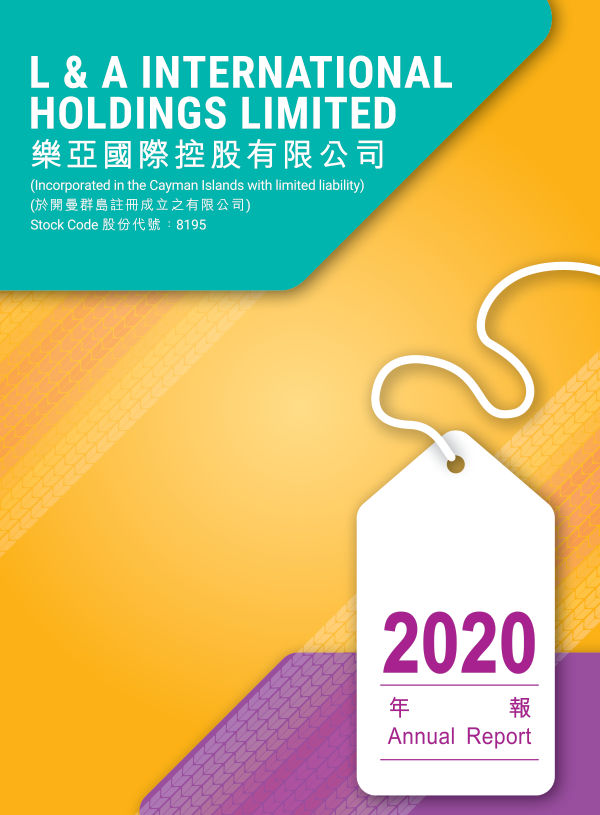 L & A INTERNATIONAL
HOLDINGS LIMITED
樂亞國際控股有限公司
(Incorporated in the Cayman Islands with limited liability)
(於開曼群島註冊成立之有限公司)
Stock Code 股份代號：8195
2020
年 報
Annual Report